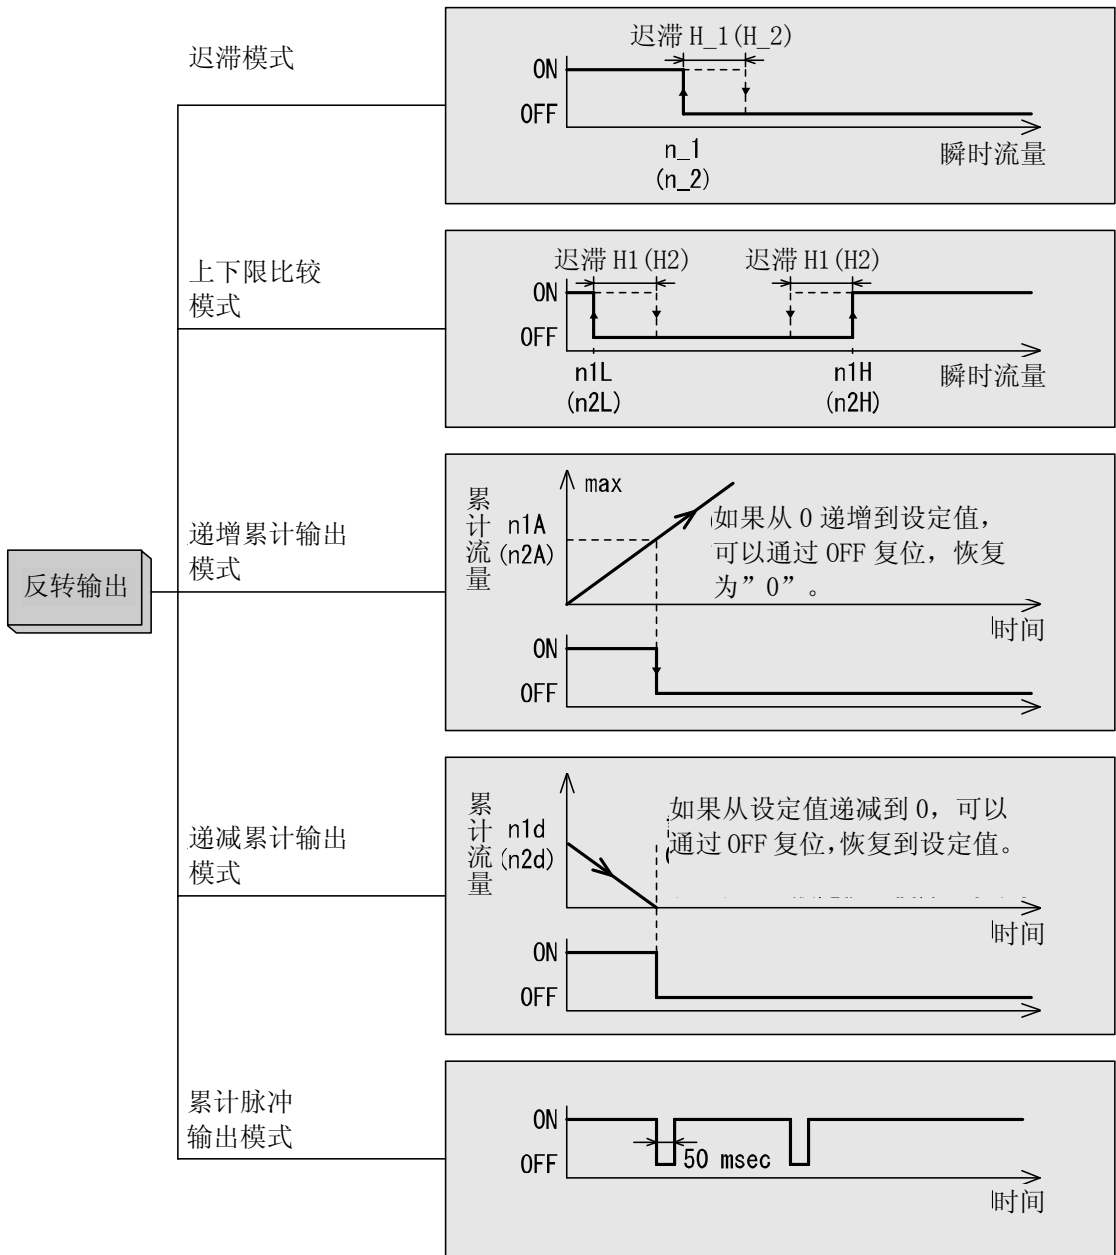 反转输出
迟滞模式
迟滞 H_1(H_2)
ON
OFF
n_1
(n_2)
瞬时流量
上下限比较
模式
迟滞 H1(H2) 迟滞 H1(H2)
ON
OFF
n1L n1H
(n2L) (n2H)
瞬时流量
递增累计输出
模式
累计流量
max
n1A
(n2A)
如果从 0 递增到设定值，
可以通过 OFF 复位，恢复
为”0”。
时间
ON
OFF
递减累计输出
模式
累计流量
n1d
(n2d)
如果从设定值递减到 0，可以
通过 OFF 复位,恢复到设定值。
时间
ON
OFF
累计脉冲
输出模式
ON
OFF
50 msec
时间